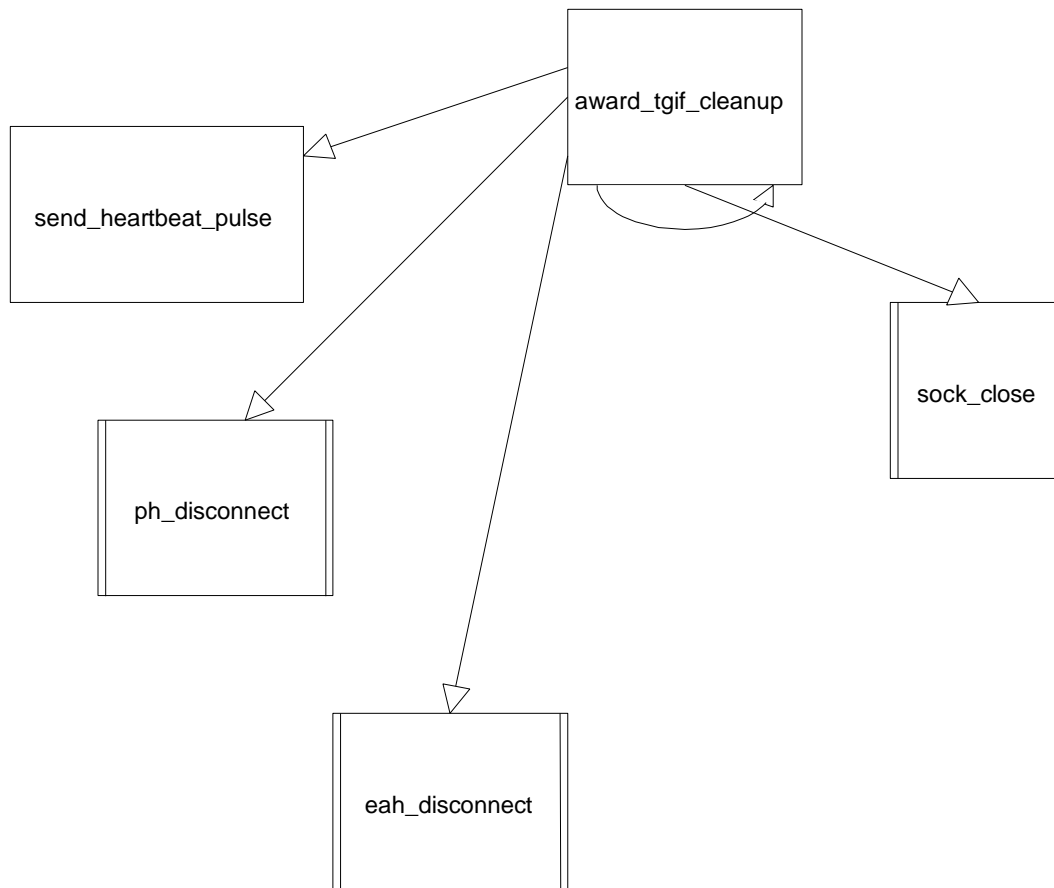 award_tgif_cleanup
send_heartbeat_pulse
sock_close
ph_disconnect
eah_disconnect